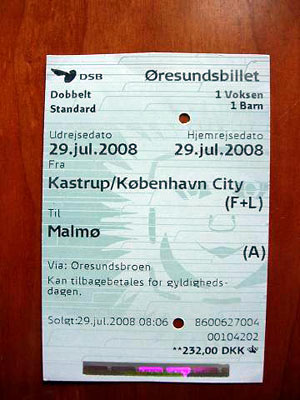 DSB Øresundsbillet
Dobbelt 1 Voksen
Standard 1 Barn
Udrejsedato Hjemrejsedato
29.jul.2008 29.jul.2008
Fra
Kastrup/København City
(F+L)
Til
Malmø
(A)
Via: Øresundsbroen
Kan tilbagebetales før gyldigheds-
dagen.
Solgt:29.jul.2008 08:06 8600627004
00104202
**232,00 DKK